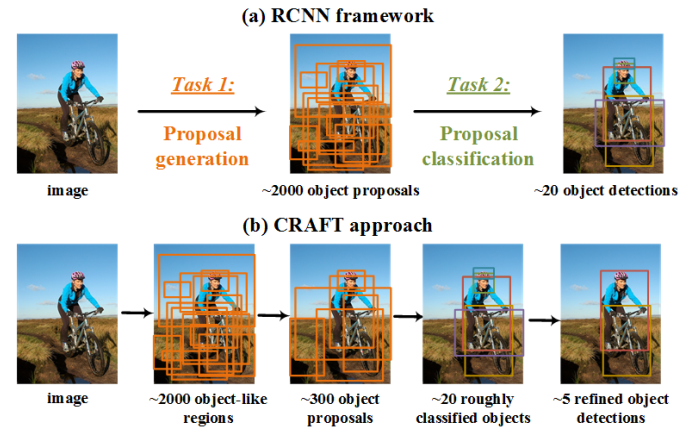 (a) RCNN framework
Task 1:
Proposal
generation
Task 2:
Proposal
classification
image
~2000 object proposals
~20 object detections
(b) CRAFT approach
image
~2000 object-like
regions
~300 object
proposals
~20 roughly
classified objects
~5 refined object
detections